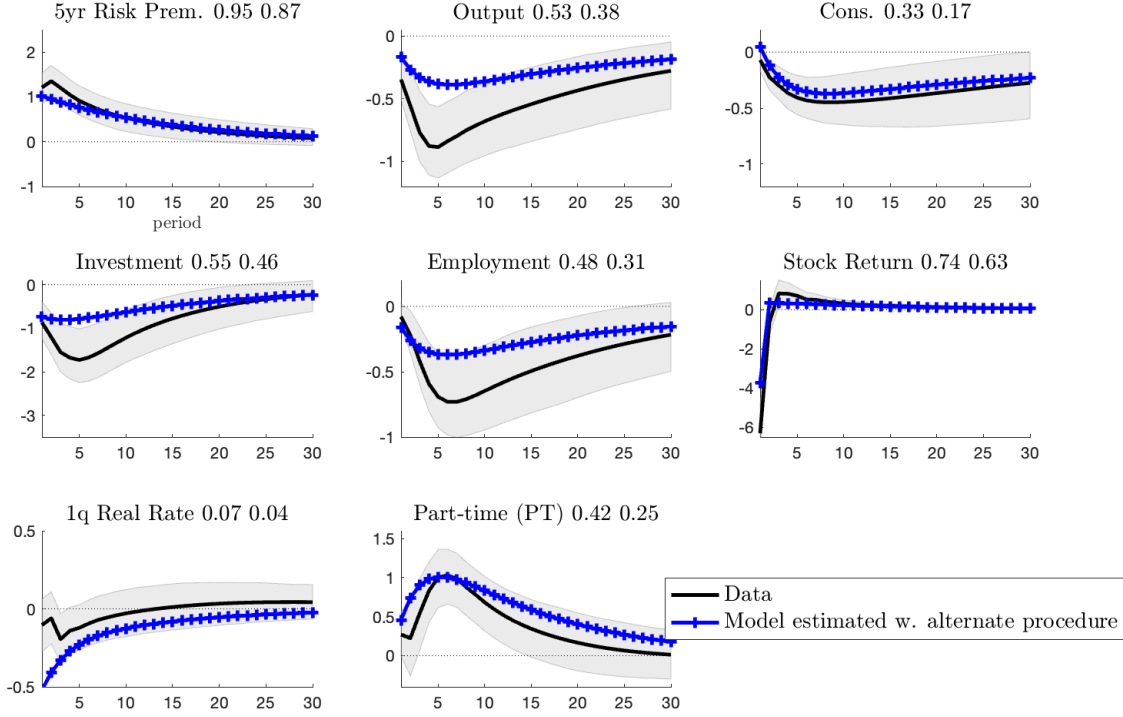 5yr Risk Prem. 0.95 0.87
Output 0.53 0.38
Cons. 0.33 0.17
2
1
0
-1
5 10 15 20 25 30
period
0
-0.5
-1
5 10 15 20 25 30
0
-0.5
-1
5 10 15 20 25 30
Investment 0.55 0.46
Employment 0.48 0.31
Stock Return 0.74 0.63
0
-1
-2
-3
5 10 15 20 25 30
0
-0.5
-1
5 10 15 20 25 30
0
-2
-4
-6
5 10 15 20 25 30
1q Real Rate 0.07 0.04
Part-time (PT) 0.42 0.25
0.5
0
-0.5
5 10 15 20 25 30
1.5
1
0.5
0
5 10 15 20 25 30
Data
Model estimated w. alternate procedure